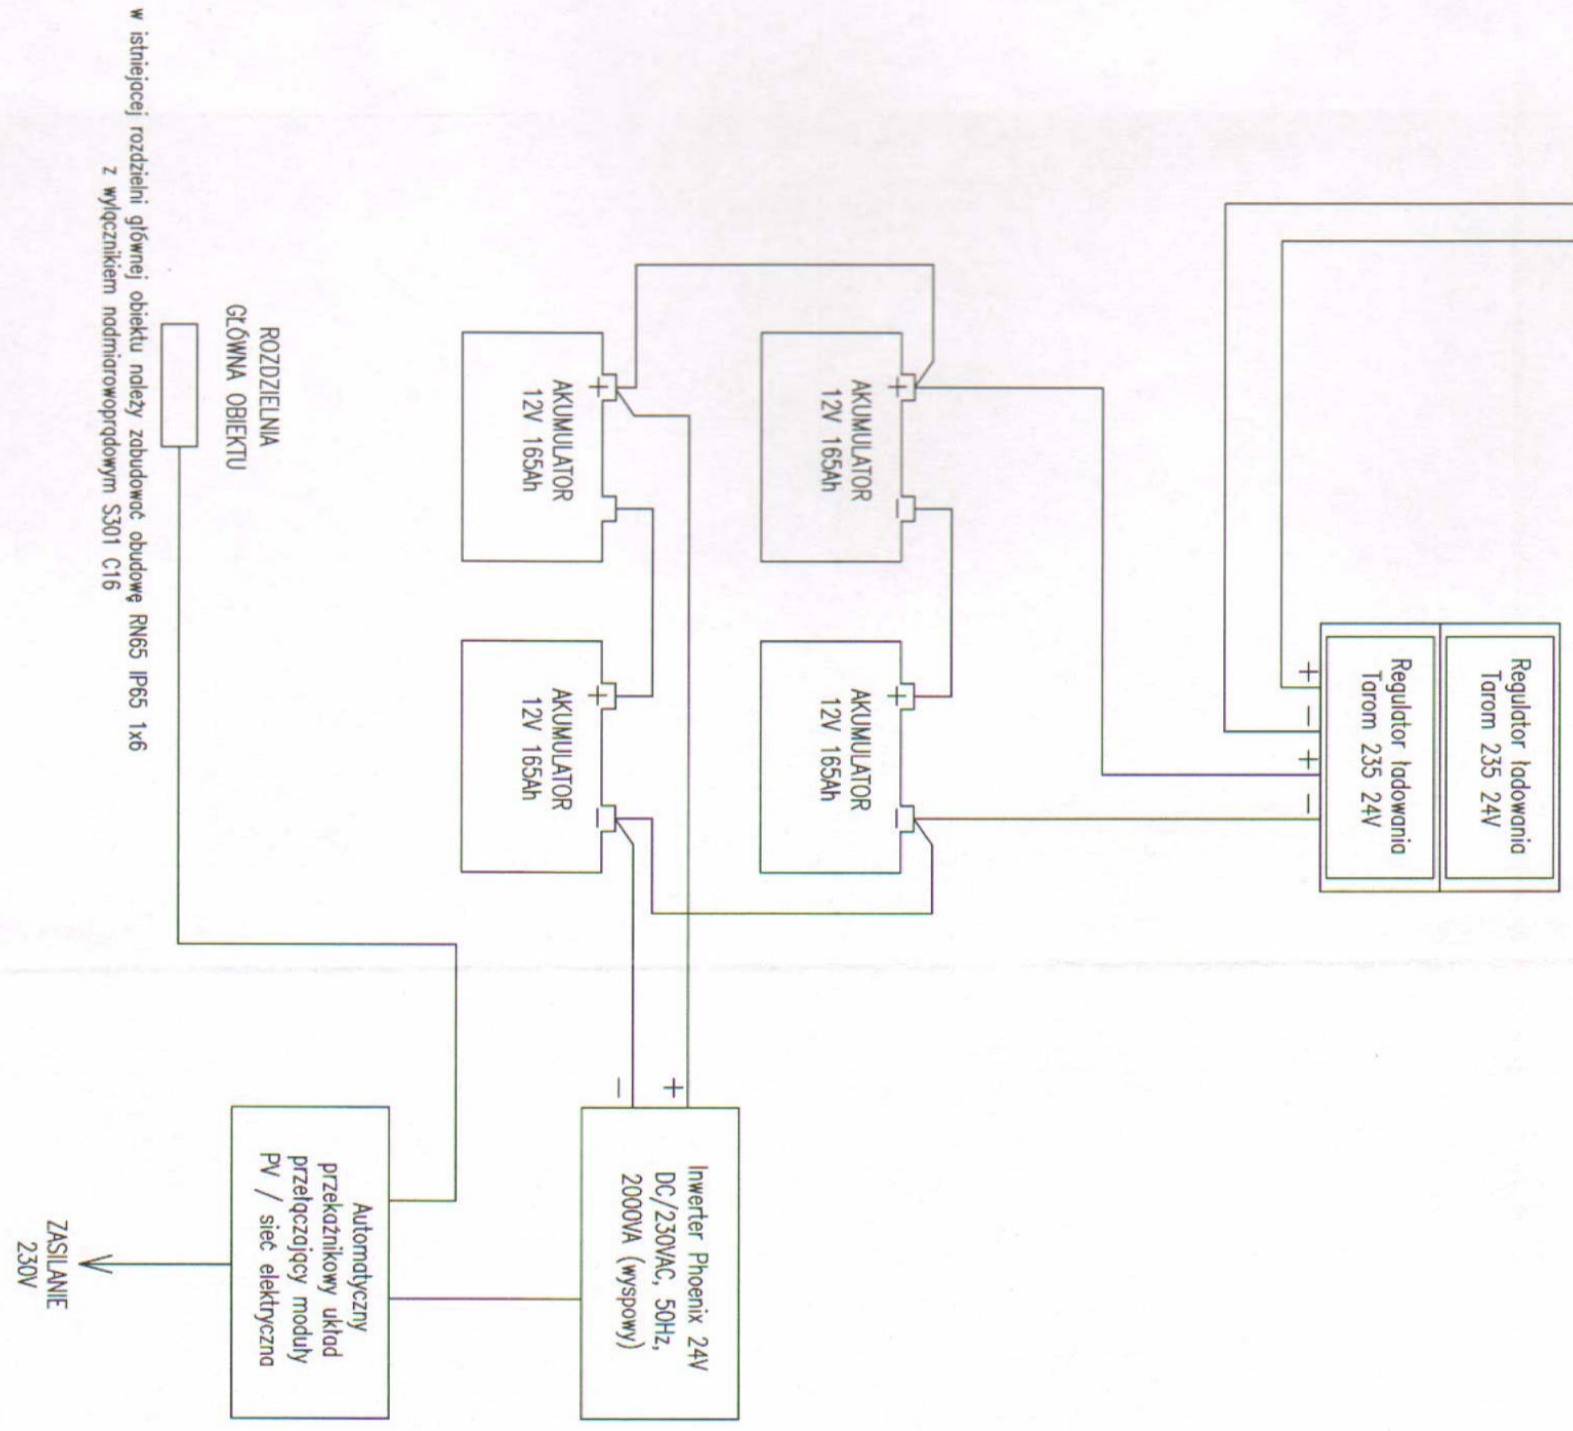 Regulator ładowania
Tarom 235 24V
Regulator ładowania
Tarom 235 24V
+
-
+
-
AKUMULATOR
12V 165Ah
+
-
AKUMULATOR
12V 165Ah
+
-
AKUMULATOR
12V 165Ah
+
AKUMULATOR
12V 165Ah
+
-
+
-
Inwerter Phoenix 24V
DC/230VAC, 50Hz,
2000VA (wyspowy)
Automatyczny
przekaźnikowy układ
przełączający moduły
PV / sieć elektryczna
ROZDZIELNIA
GŁÓWNA OBIEKTU
w istniejacej rozdzielni głównej obiektu należy zabudować obudowę RN65 IP65 1x6
z wyłącznikiem nadmiarowoprądowym S301 C16
ZASILANIE
230V